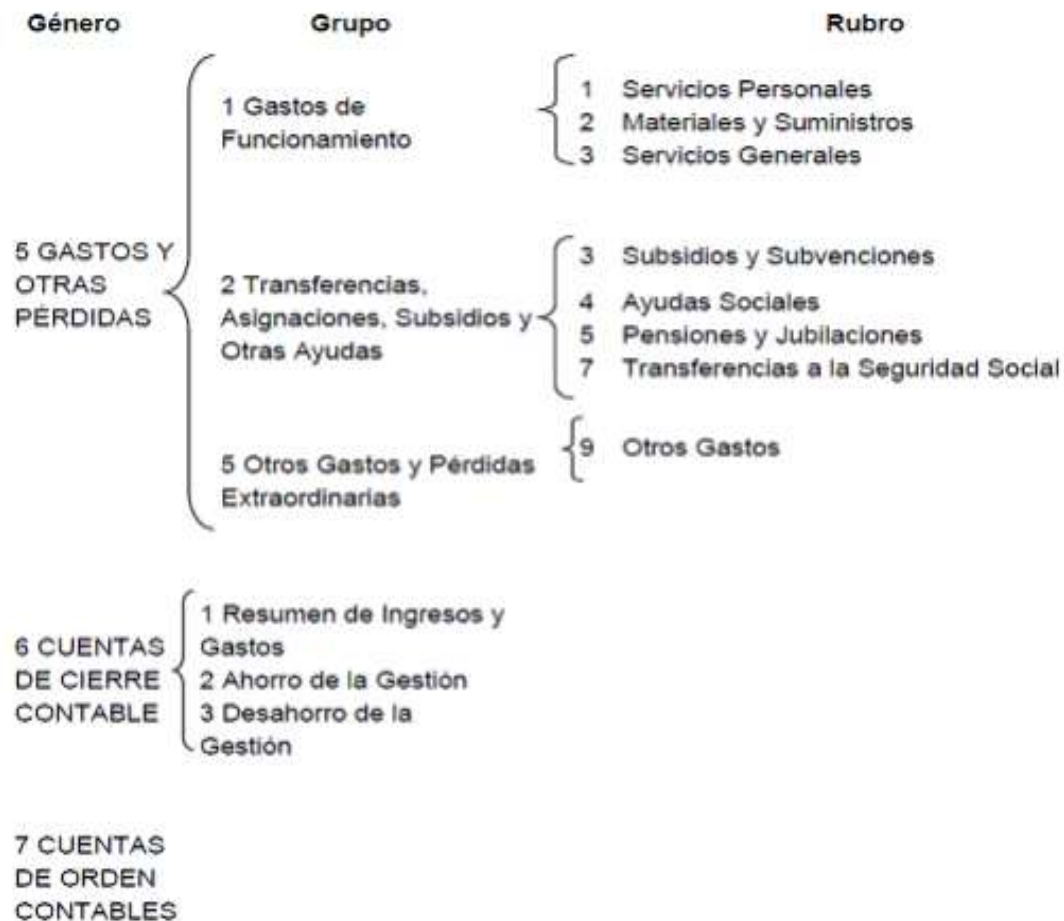 Género Grupo Rubro
1 Gastos de
Funcionamiento
1 Servicios Personales
2 Materiales y Suministros
3 Servicios Generales
5 GASTOS Y
OTRAS
PÉRDIDAS
2 Transferencias,
Asignaciones, Subsidios y
Otras Ayudas
3 Subsidios y Subvenciones
4 Ayudas Sociales
5 Pensiones y Jubilaciones
7 Transferencias a la Seguridad Social
5 Otros Gastos y Pérdidas
Extraordinarias
9 Otros Gastos
6 CUENTAS
DE CIERRE
CONTABLE
1 Resumen de Ingresos y
Gastos
2 Ahorro de la Gestión
3 Desahorro de la
Gestión
7 CUENTAS
DE ORDEN
CONTABLES